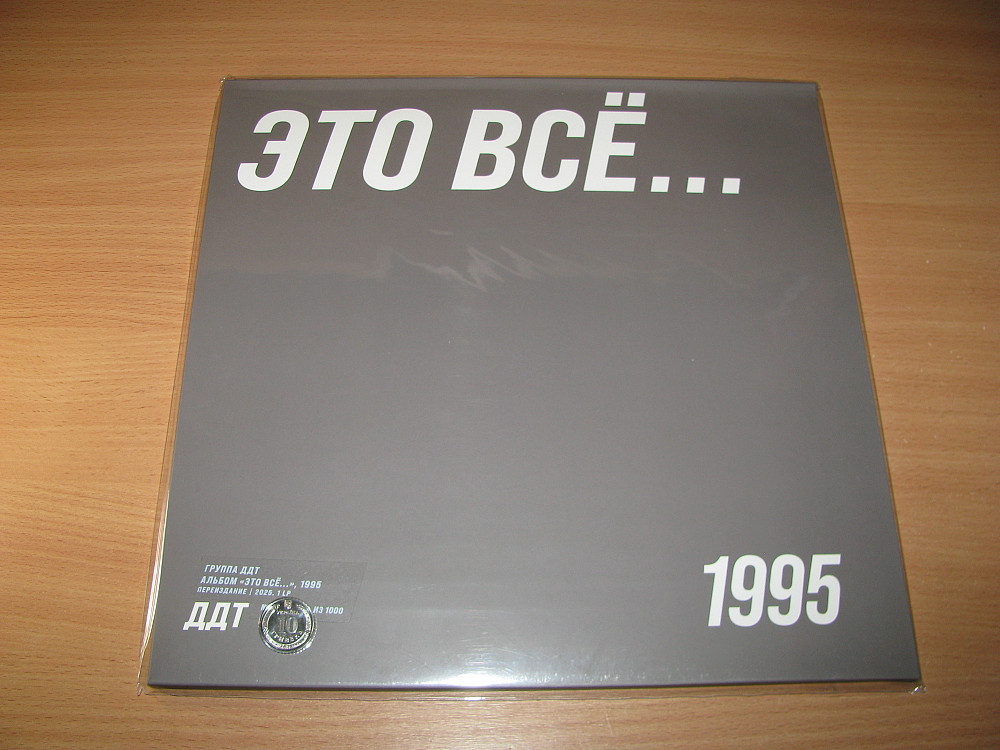 ЭТО ВСЁ...
ГРУППА ДДТ
АЛЬБОМ «ЭТО ВСЁ...», 1995
ПЕРЕИЗДАНИЕ | 2025, 1 LP
ИЗ 1000
ДДТ
10
1995